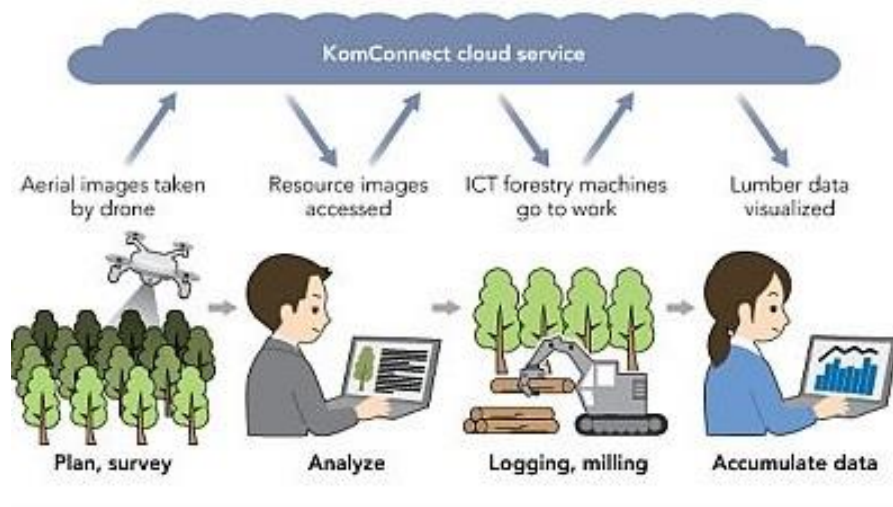 KomConnect cloud service
Aerial images taken
by drone
Resource images
accessed
ICT forestry machines
go to work
Lumber data
visualized
Plan, survey
Analyze
Logging, milling
Accumulate data